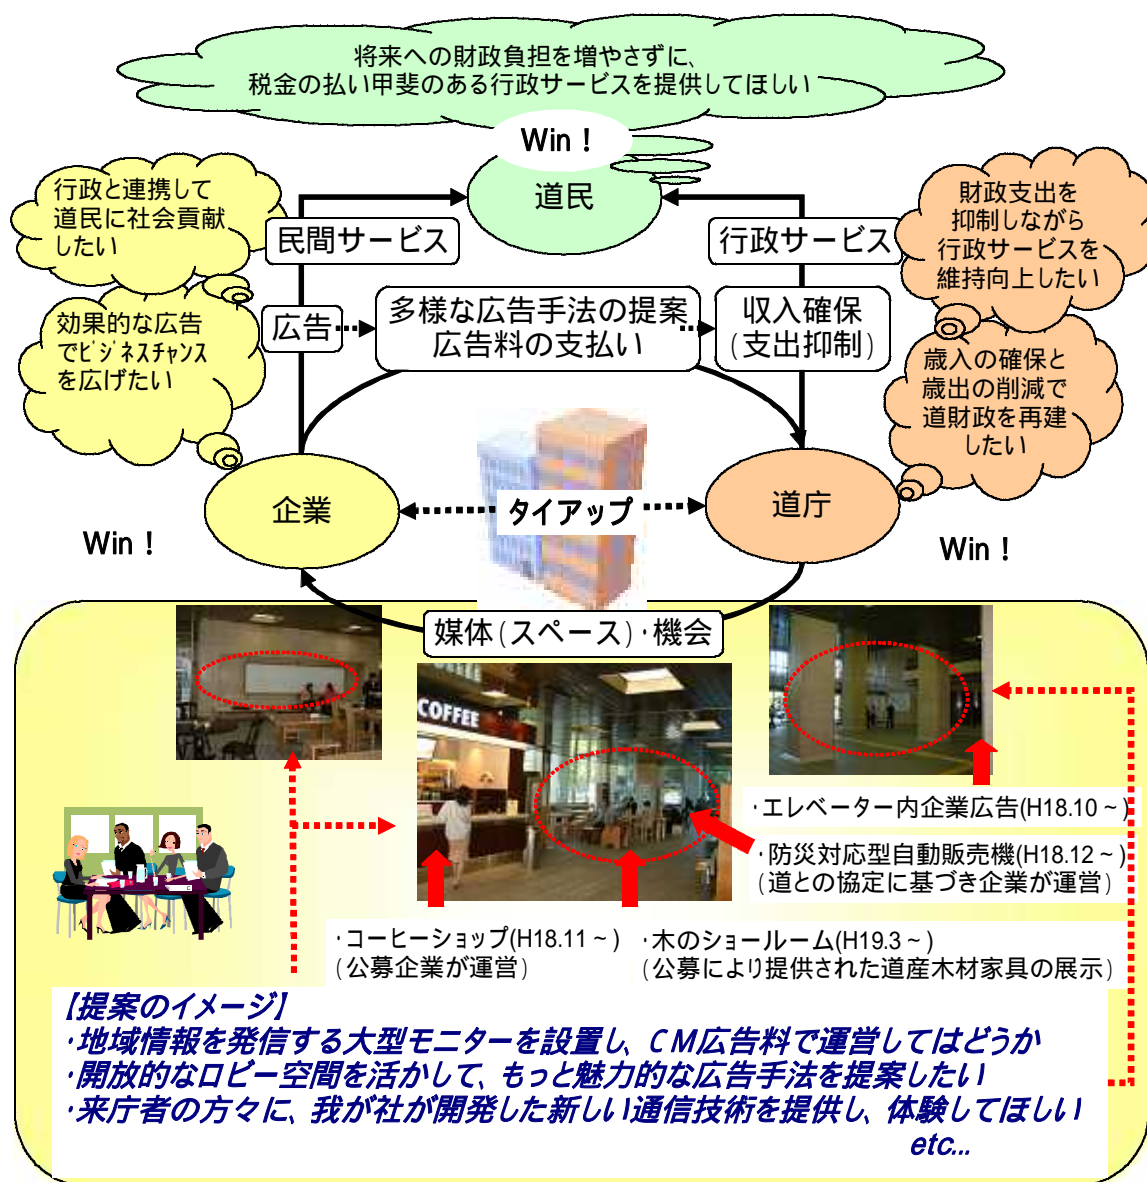 将来への財政負担を増やさずに、
税金の払い甲斐のある行政サービスを提供してほしい
Win！
道民
行政と連携して
道民に社会貢献
したい
民間サービス
行政サービス
財政支出を
抑制しながら
行政サービスを
維持向上したい
効果的な広告
でﾋﾞｼﾞﾈｽﾁｬﾝｽ
を広げたい
広告
多様な広告手法の提案
広告料の支払い
収入確保
(支出抑制)
歳入の確保と
歳出の削減で
道財政を再建
したい
企業
タイアップ
道庁
Win！
Win！
媒体(スペース)・機会
COFFEE
・エレベーター内企業広告(H18.10～)
・防災対応型自動販売機(H18.12～)
(道との協定に基づき企業が運営)
・コーヒーショップ(H18.11～)
(公募企業が運営)
・木のショールーム(H19.3～)
(公募により提供された道産木材家具の展示)
【提案のイメージ】
・地域情報を発信する大型モニターを設置し、ＣＭ広告料で運営してはどうか
・開放的なロビー空間を活かして、もっと魅力的な広告手法を提案したい
・来庁者の方々に、我が社が開発した新しい通信技術を提供し、体験してほしい
etc...